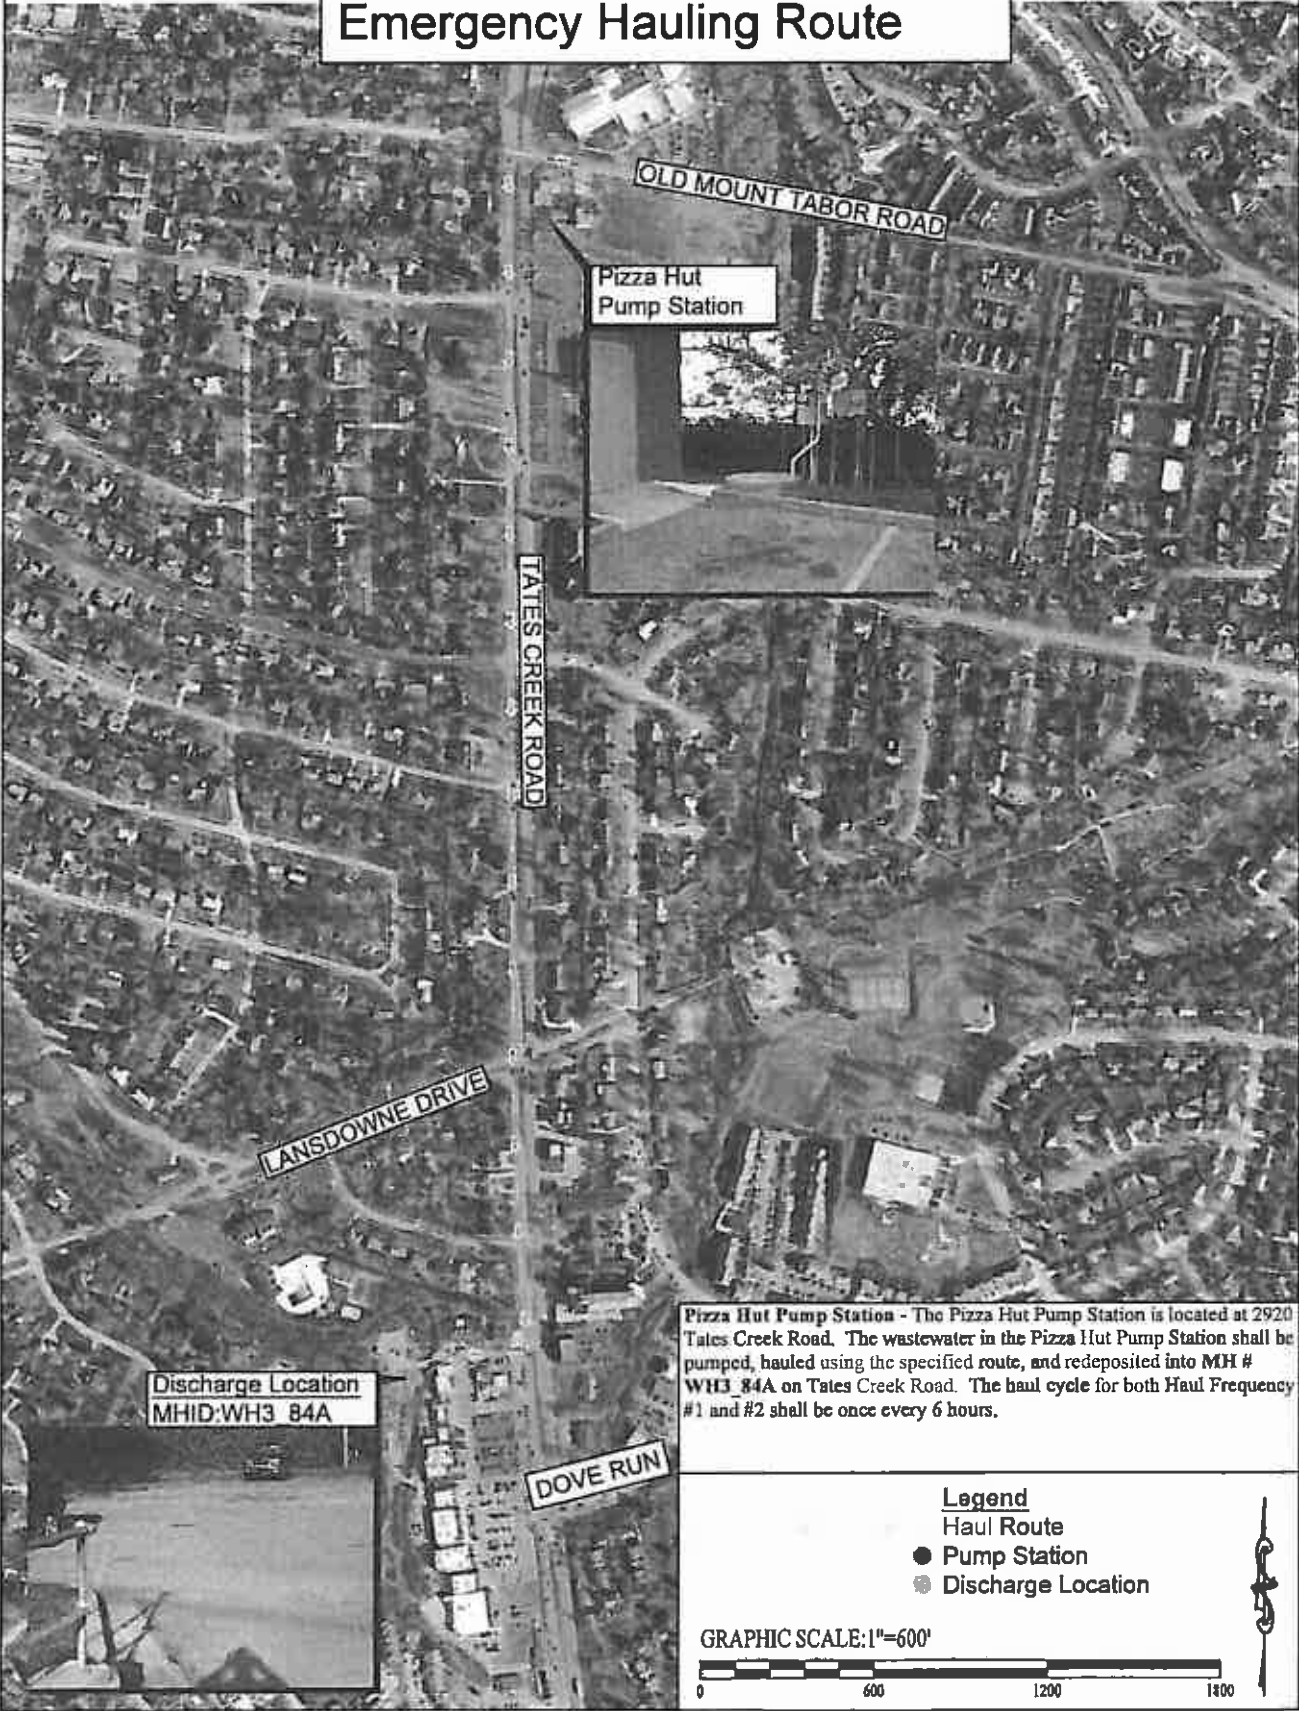 Emergency Hauling Route
OLD MOUNT TABOR ROAD
Pizza Hut
Pump Station
TATES CREEK ROAD
LANSDOWNE DRIVE
Pizza Hut Pump Station - The Pizza Hut Pump Station is located at 2920
Tates Creek Road. The wastewater in the Pizza Hut Pump Station shall be
pumped, hauled using the specified route, and redeposited into MH #
WH3_84A on Tates Creek Road. The haul cycle for both Haul Frequency
#1 and #2 shall be once every 6 hours.
Discharge Location
MHID:WH3_84A
DOVE RUN
Legend
Haul Route
Pump Station
Discharge Location
GRAPHIC SCALE:1"=600'
0 600 1200 1800